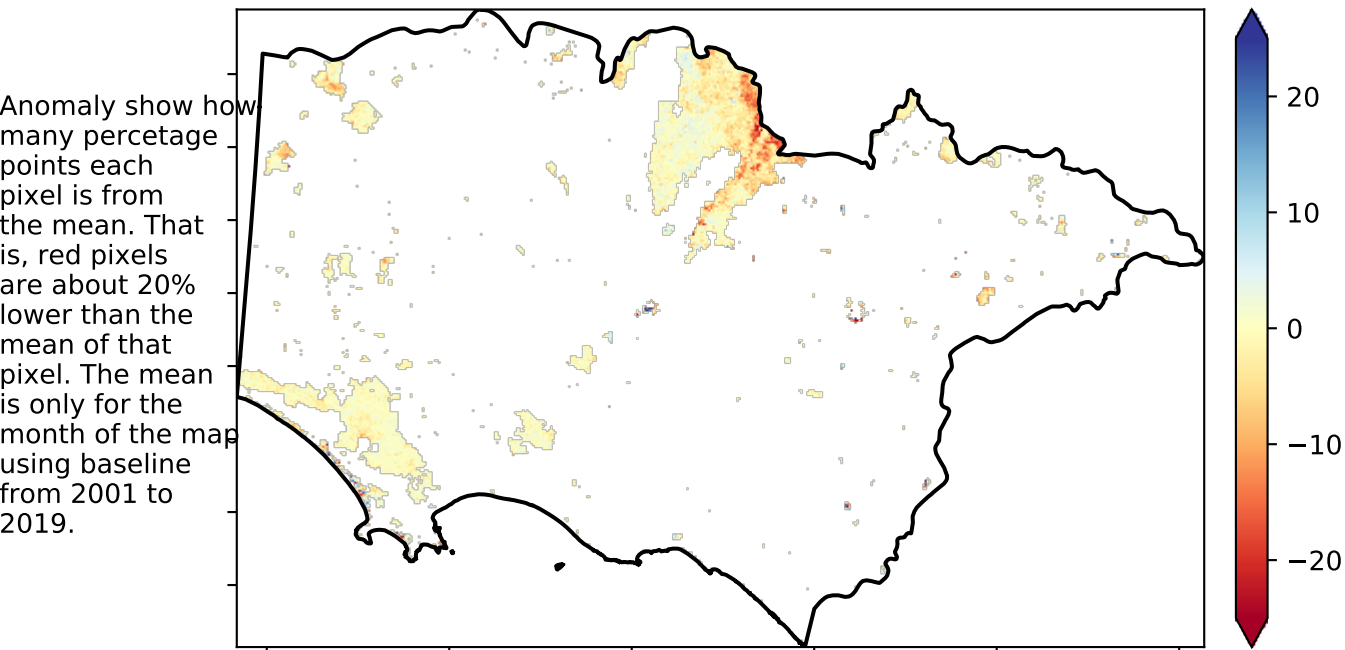 Anomaly show how
many percetage
points each
pixel is from
the mean. That
is, red pixels
are about 20%
lower than the
mean of that
pixel. The mean
is only for the
month of the map
using baseline
from 2001 to
2019.
20
10
0
−10
−20